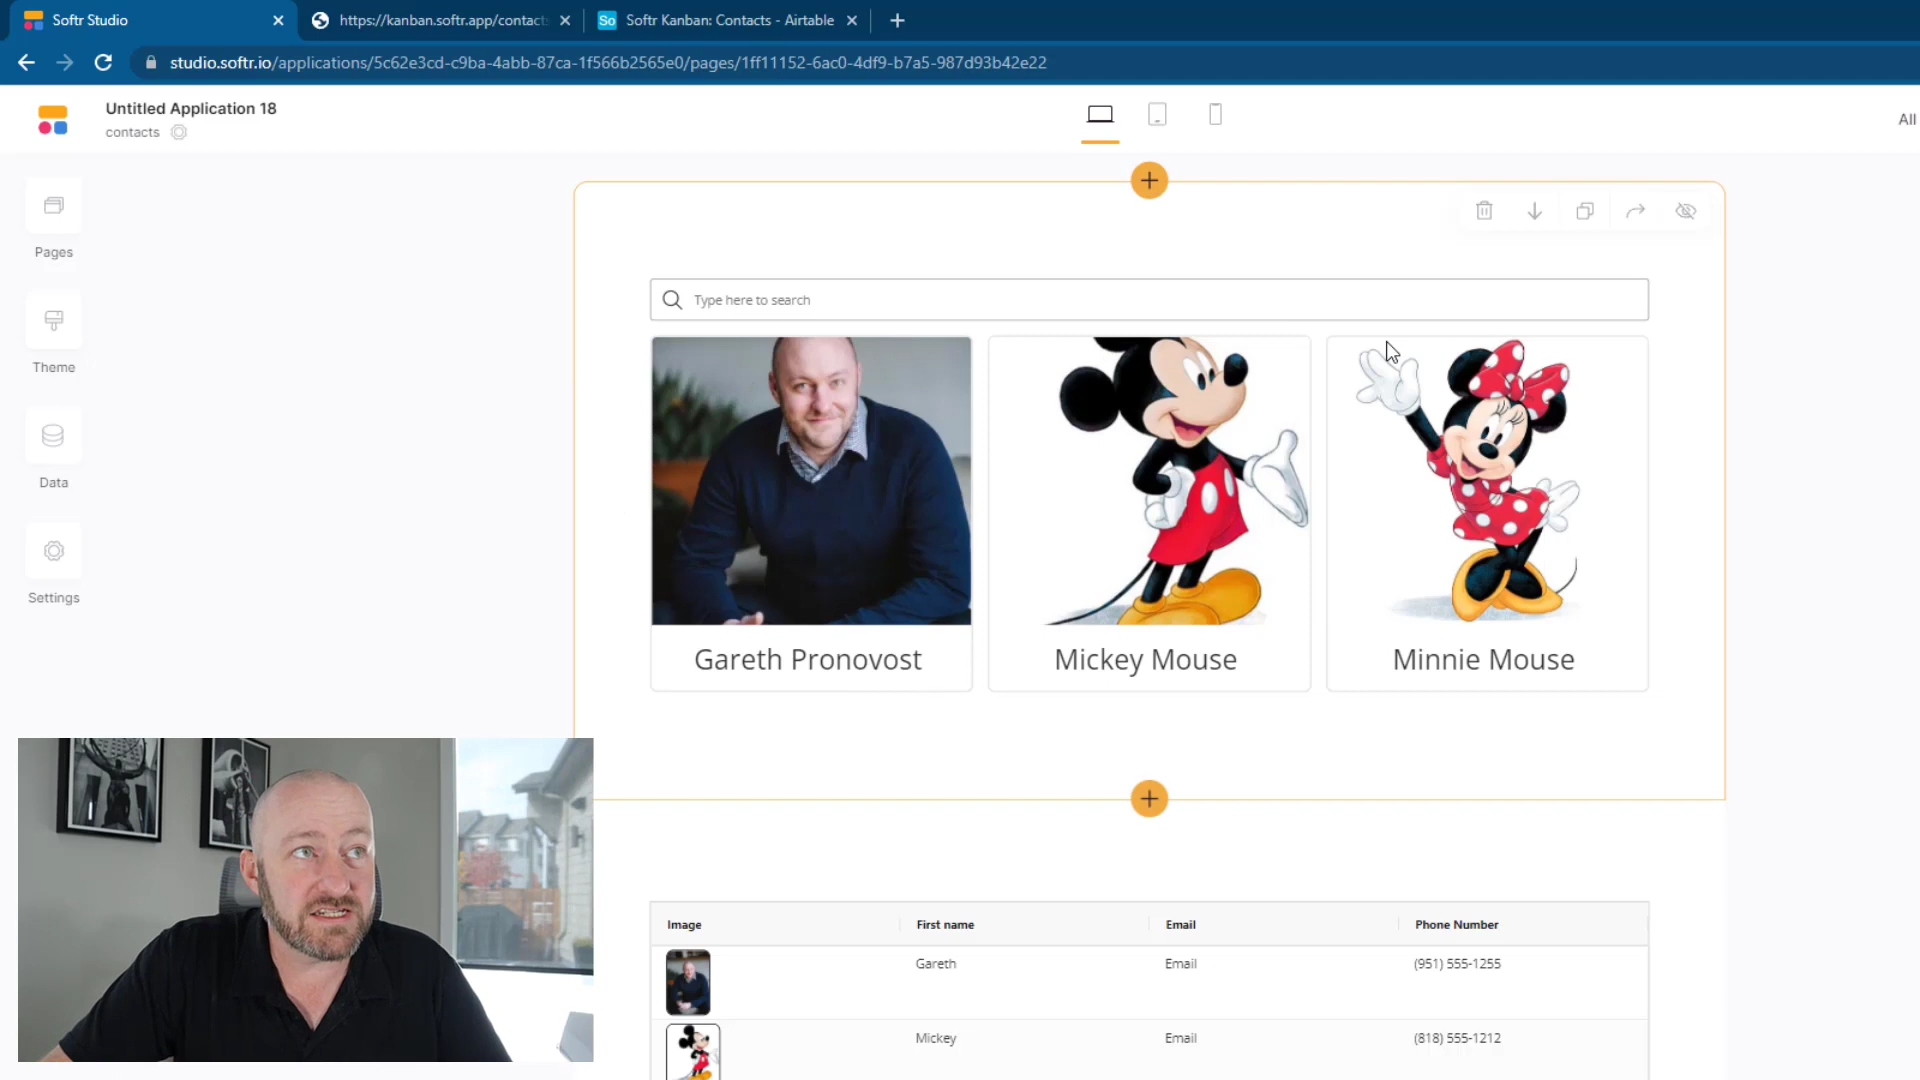 Softr Studio
https://kanban.softr.app/contact
So
Softr Kanban: Contacts - Airtable
studio.softr.io/applications/5c62e3cd-c9ba-4abb-87ca-1f566b2565e0/pages/1ff11152-6ac0-4df9-b7a5-987d93b42e22
Untitled Application 18
contacts
All
Pages
Theme
Data
Settings
Type here to search
Gareth Pronovost
Mickey Mouse
Minnie Mouse
Image First name Email Phone Number
Gareth Email (951) 555-1255
Mickey Email (818) 555-1212